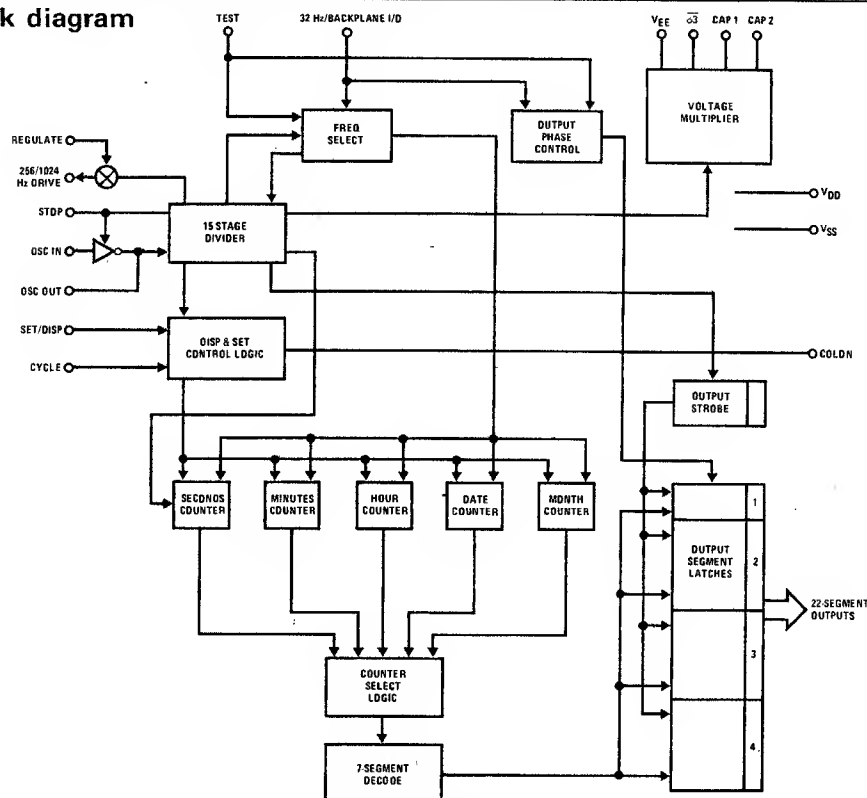 k diagram
TEST
32 Hz/BACKPLANE I/D
VEE
φ3
CAP 1
CAP 2
REGULATE
256/1024
Hz DRIVE
STOP
OSC IN
OSC OUT
SET/DISP
CYCLE
FREQ
SELECT
OUTPUT
PHASE
CONTROL
VOLTAGE
MULTIPLIER
VDD
VSS
15 STAGE
DIVIDER
DISP & SET
CONTROL LOGIC
COLON
OUTPUT
STROBE
SECONDS
COUNTER
MINUTES
COUNTER
HOUR
COUNTER
DATE
COUNTER
MONTH
COUNTER
1
OUTPUT
SEGMENT
LATCHES
2
22-SEGMENT
OUTPUTS
3
4
COUNTER
SELECT
LOGIC
7-SEGMENT
DECODE